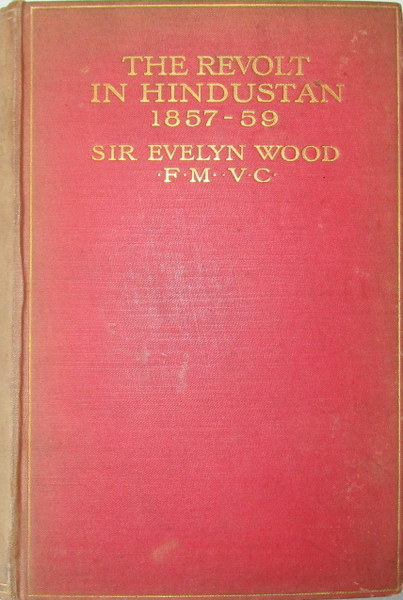 THE REVOLT
IN HINDUSTAN
1857-59
SIR EVELYN WOOD
·F·M··V·C·